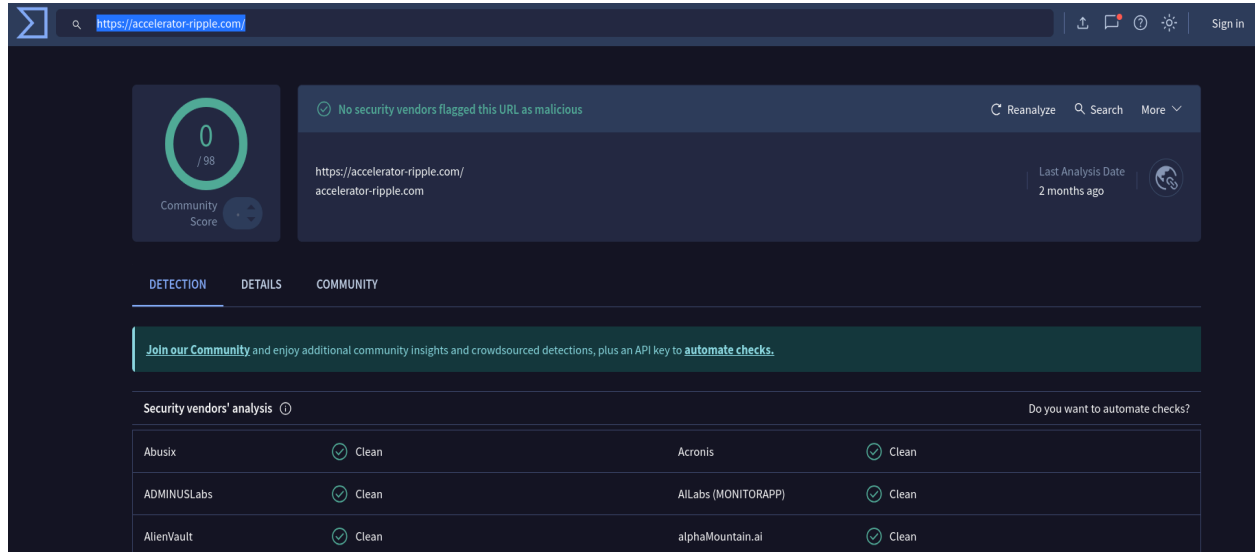 https://accelerator-ripple.com/
Sign in
0
/ 98
Community
Score
No security vendors flagged this URL as malicious
Reanalyze
Search
More
https://accelerator-ripple.com/
accelerator-ripple.com
Last Analysis Date
2 months ago
DETECTION
DETAILS
COMMUNITY
Join our Community and enjoy additional community insights and crowdsourced detections, plus an API key to automate checks.
Security vendors' analysis
Do you want to automate checks?
Abusix Clean Acronis Clean
ADMINUSLabs Clean AILabs (MONITORAPP) Clean
AlienVault Clean alphaMountain.ai Clean